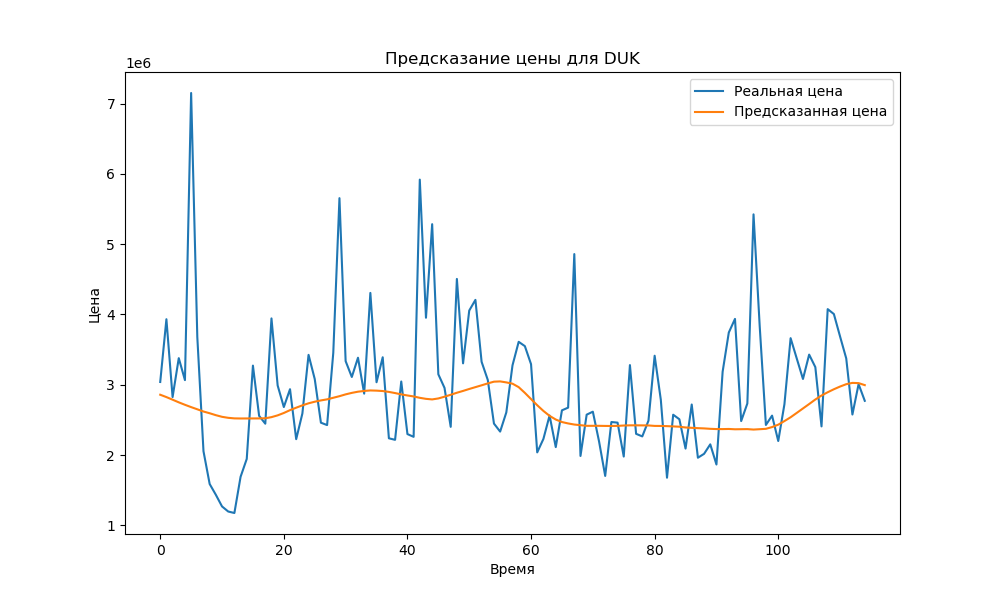 Предсказание цены для DUK
1e6
Реальная цена
Предсказанная цена
7
6
5
4
3
2
1
Цена
0 20 40 60 80 100
Время